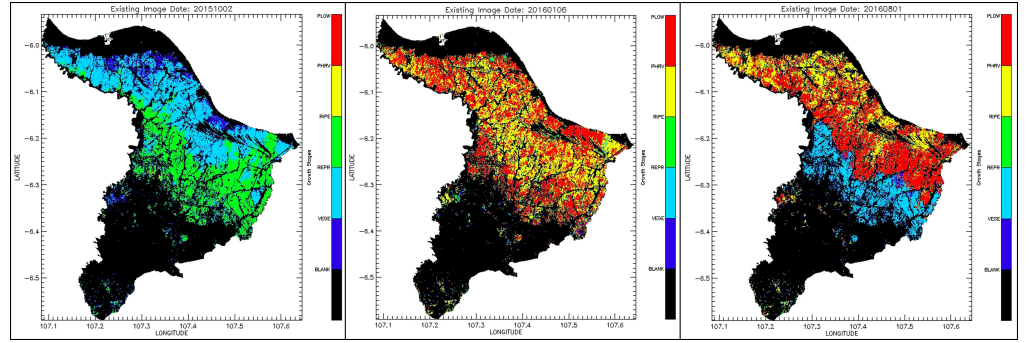 Existing Image Date: 20151002
PLOW
PHRV
RIPE
REPR
VEGE
BLANK
Growth Stages
−6.0
−6.1
−6.2
−6.3
−6.4
−6.5
LATITUDE
107.1
107.2
107.3
107.4
107.5
107.6
LONGITUDE
Existing Image Date: 20160106
PLOW
PHRV
RIPE
REPR
VEGE
BLANK
Growth Stages
−6.0
−6.1
−6.2
−6.3
−6.4
−6.5
LATITUDE
107.1
107.2
107.3
107.4
107.5
107.6
LONGITUDE
Existing Image Date: 20160801
PLOW
PHRV
RIPE
REPR
VEGE
BLANK
Growth Stages
−6.0
−6.1
−6.2
−6.3
−6.4
−6.5
LATITUDE
107.1
107.2
107.3
107.4
107.5
107.6
LONGITUDE